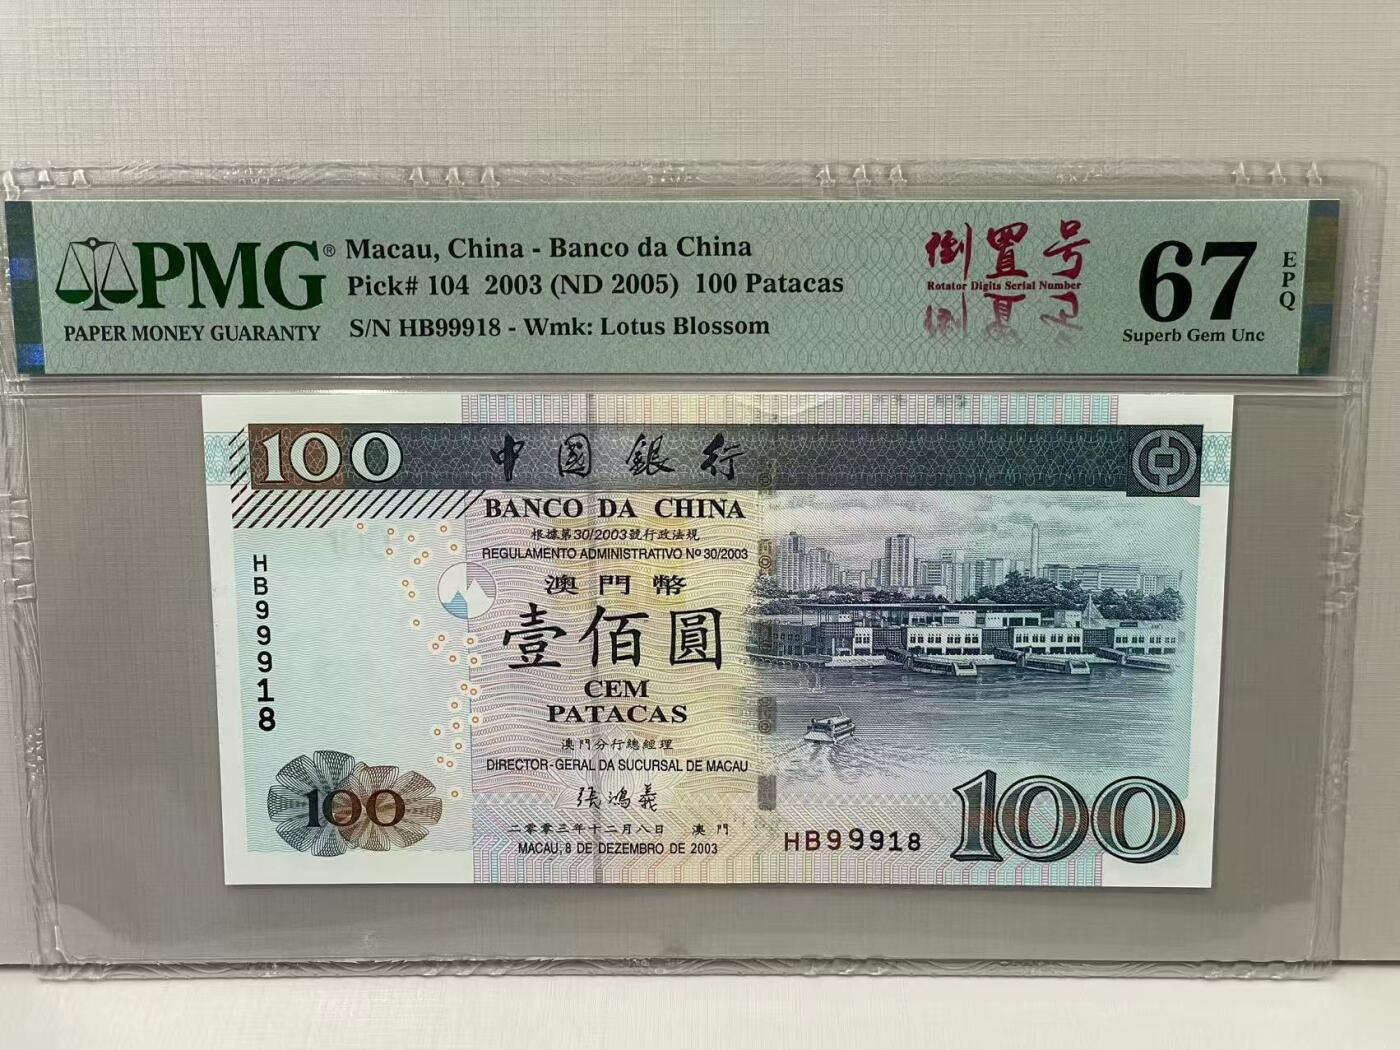 PMG®
PAPER MONEY GUARANTY
Macau, China - Banco da China
Pick# 104 2003 (ND 2005) 100 Patacas
S/N HB99918 - Wmk: Lotus Blossom
倒置号
Rotator Digits Serial Number
67
EPQ
Superb Gem Unc
100
中國銀行
BANCO DA CHINA
根據第30/2003號行政法規
REGULAMENTO ADMINISTRATIVO Nº 30/2003
澳門幣
壹佰圓
CEM
PATACAS
澳門分行總經理
DIRECTOR-GERAL DA SUCURSAL DE MACAU
張鴻義
二零零三年十二月八日 澳門
MACAU, 8 DE DEZEMBRO DE 2003
HB99918
100
HB99918
100